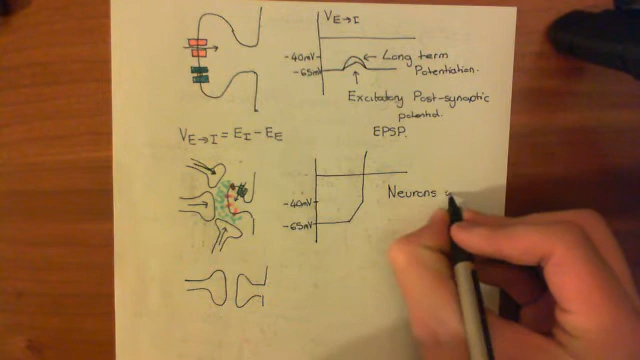 V E→I
-40mV
-65mV
Long term
Potentiation.
Excitatory Post-synaptic
potential.
EPSP.
V E→I = E I - E E
-40mV
-65mV
Neurons